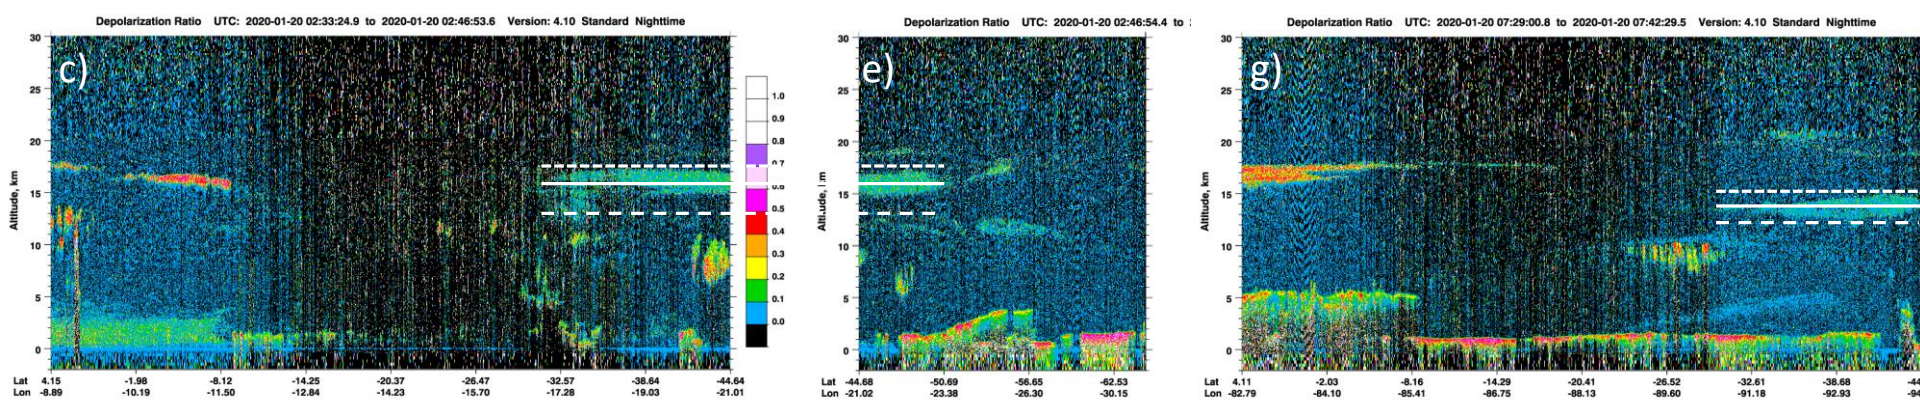 Depolarization Ratio UTC: 2020-01-20 02:33:24.9 to 2020-01-20 02:46:53.6 Version: 4.10 Standard Nighttime
c)
30
25
20
15
10
5
0
Altitude, km
1.0
0.9
0.8
0.7
0.6
0.5
0.4
0.3
0.2
0.1
0.0
Lat 4.15 -1.98 -8.12 -14.25 -20.37 -26.47 -32.57 -38.64 -44.64
Lon -8.89 -10.19 -11.50 -12.84 -14.23 -15.70 -17.28 -19.03 -21.01
Depolarization Ratio UTC: 2020-01-20 02:46:54.4 to
e)
30
25
20
15
10
5
0
Lat -44.68 -50.69 -56.65 -62.53
Lon -21.02 -23.38 -26.30 -30.15
Depolarization Ratio UTC: 2020-01-20 07:29:00.8 to 2020-01-20 07:42:29.5 Version: 4.10 Standard Nighttime
g)
30
25
20
15
10
5
0
Altitude, km
Lat 4.11 -2.03 -8.16 -14.29 -20.41 -26.52 -32.61 -38.68 -44
Lon -82.79 -84.10 -85.41 -86.75 -88.13 -89.60 -91.18 -92.93